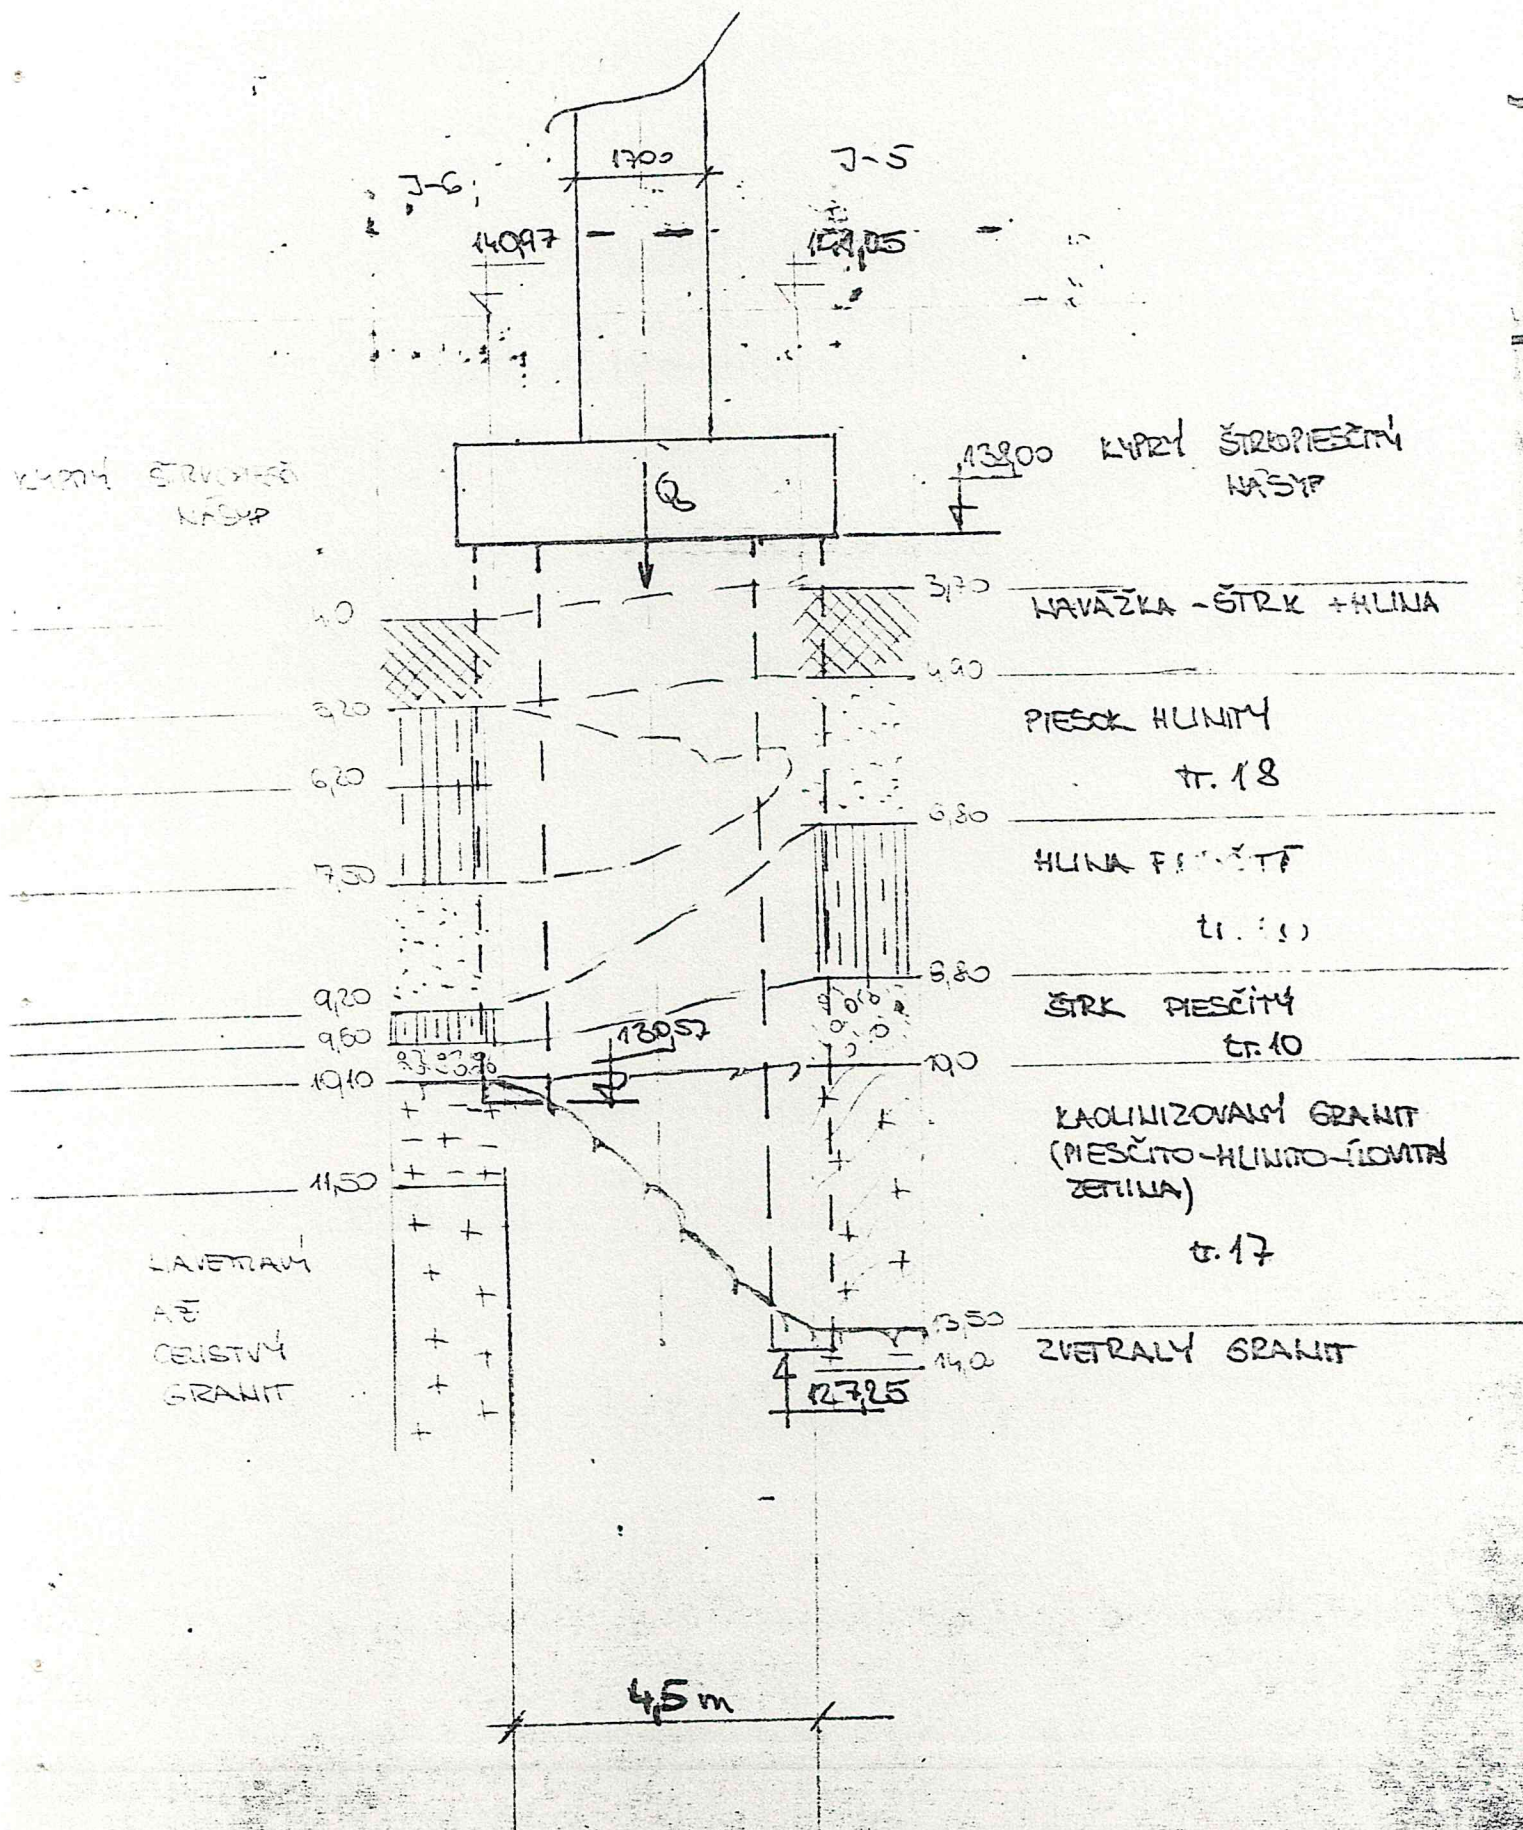 J-6
1700
J-5
140,97
KYPRÝ
NÁSYP
Q
138,00
KYPRÝ ŠTRKOPIESČITÝ
NÁSYP
3,70
NAVÁŽKA - ŠTRK + HLINA
4,90
5,20
PIESOK HLINITÝ
tr. 18
6,20
6,80
7,50
HLINA
8,80
9,20
ŠTRK PIESČITÝ
tr. 10
9,60
130,57
10,10
10,0
KAOLINIZOVANÝ GRANIT
(PIESČITO-HLINITO-ÍLOVITÁ
ZEMINA)
tr. 17
11,50
NAVETRANÝ
AŽ
CELISTVÝ
GRANIT
13,50
ZVETRALÝ GRANIT
14,0
127,25
4,5 m